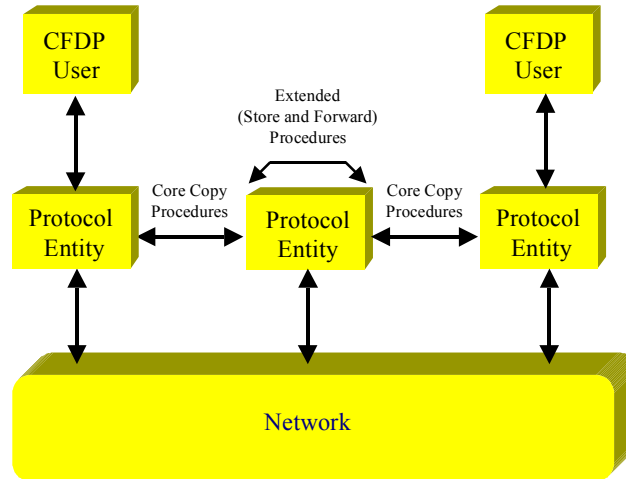 CFDP
User
CFDP
User
Extended
(Store and Forward)
Procedures
Core Copy
Procedures
Core Copy
Procedures
Protocol
Entity
Protocol
Entity
Protocol
Entity
Network